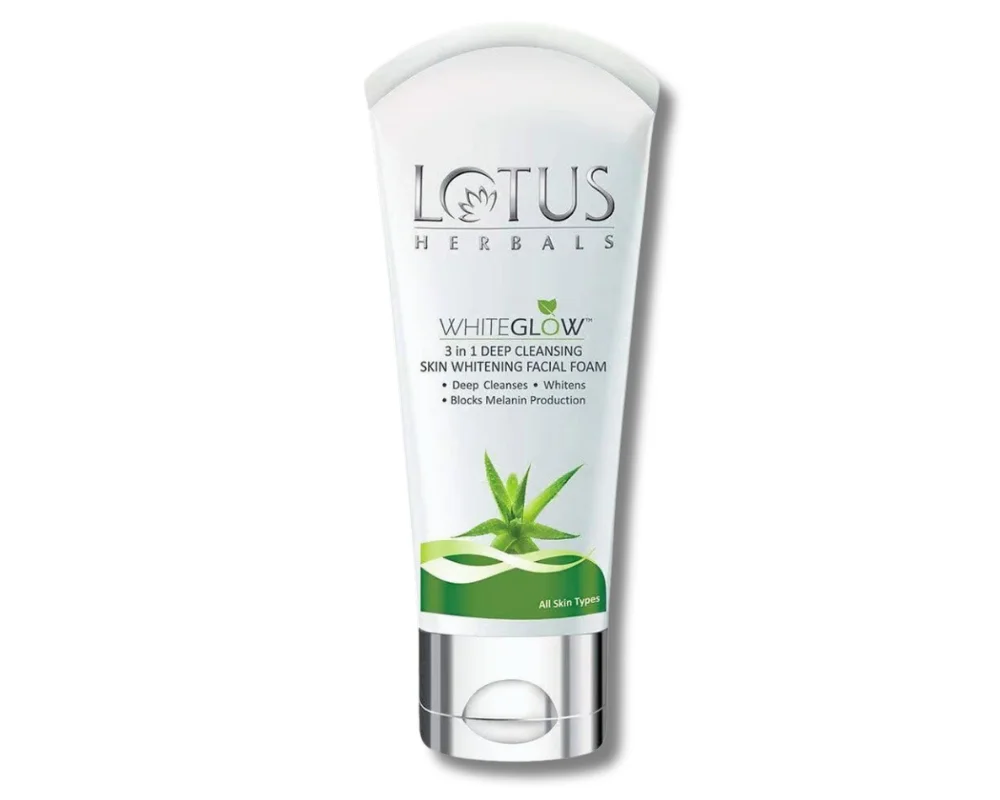 LOTUS
HERBALS
WHITEGLOW™
3 in 1 DEEP CLEANSING
SKIN WHITENING FACIAL FOAM
• Deep Cleanses • Whitens
• Blocks Melanin Production
All Skin Types